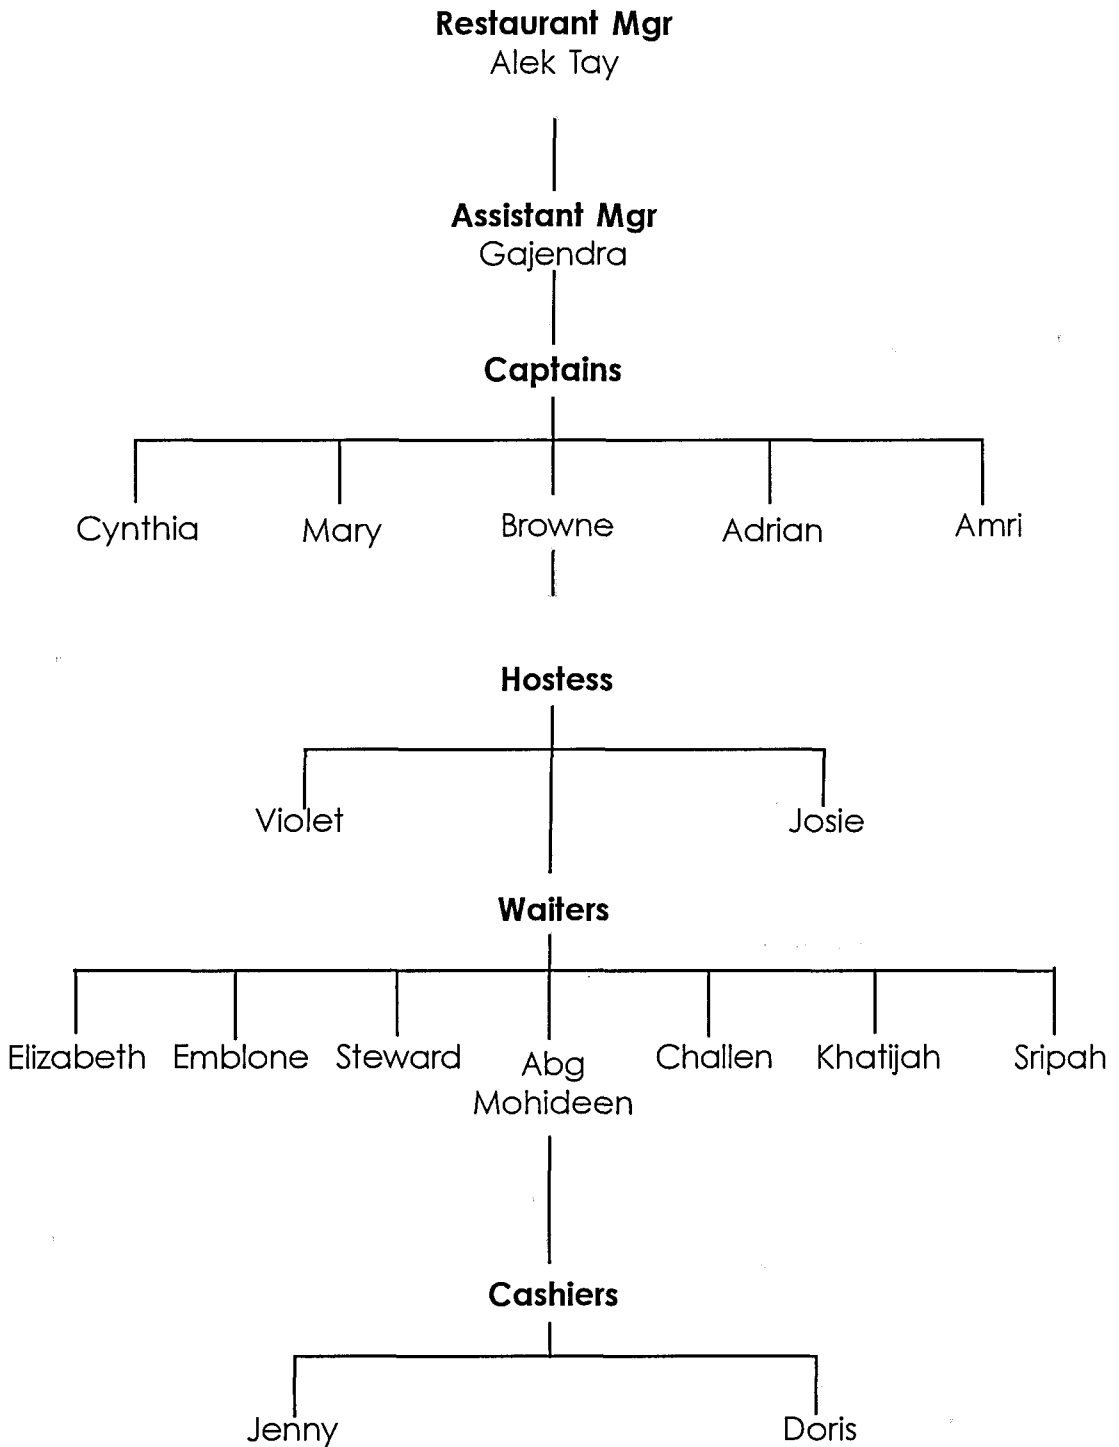 Restaurant Mgr
Alek Tay
Assistant Mgr
Gajendra
Captains
Cynthia Mary Browne Adrian Amri
Hostess
Violet Josie
Waiters
Elizabeth Emblone Steward Abg Challen Khatijah Sripah
Mohideen
Cashiers
Jenny Doris